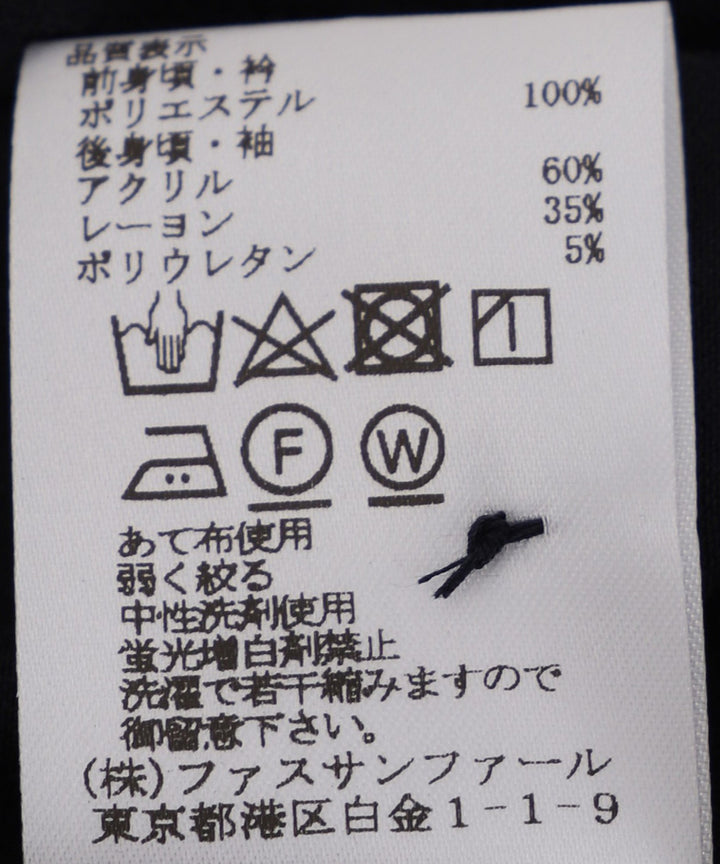 品質表示
前身頃・衿
ポリエステル 100%
後身頃・袖
アクリル 60%
レーヨン 35%
ポリウレタン 5%
F W
あて布使用
弱く絞る
中性洗剤使用
蛍光増白剤禁止
洗濯で若干縮みますので
御留意下さい。
(株)ファスサンファール
東京都港区白金1-1-9